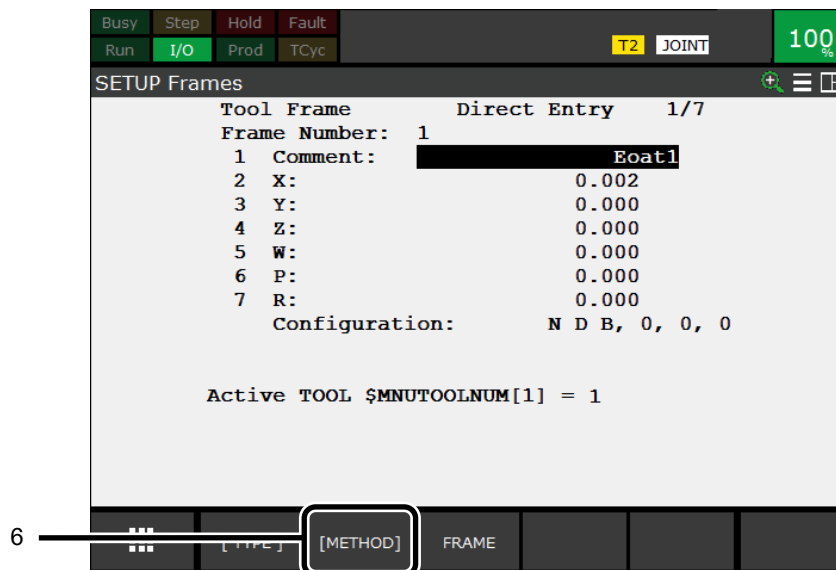 Busy Step Hold Fault
Run I/O Prod TCyc T2 JOINT 100%
SETUP Frames
Tool Frame Direct Entry 1/7
Frame Number: 1
1 Comment: Eoat1
2 X: 0.002
3 Y: 0.000
4 Z: 0.000
5 W: 0.000
6 P: 0.000
7 R: 0.000
Configuration: N D B, 0, 0, 0
Active TOOL $MNUTOOLNUM[1] = 1
6 [ TYPE ] [METHOD] FRAME